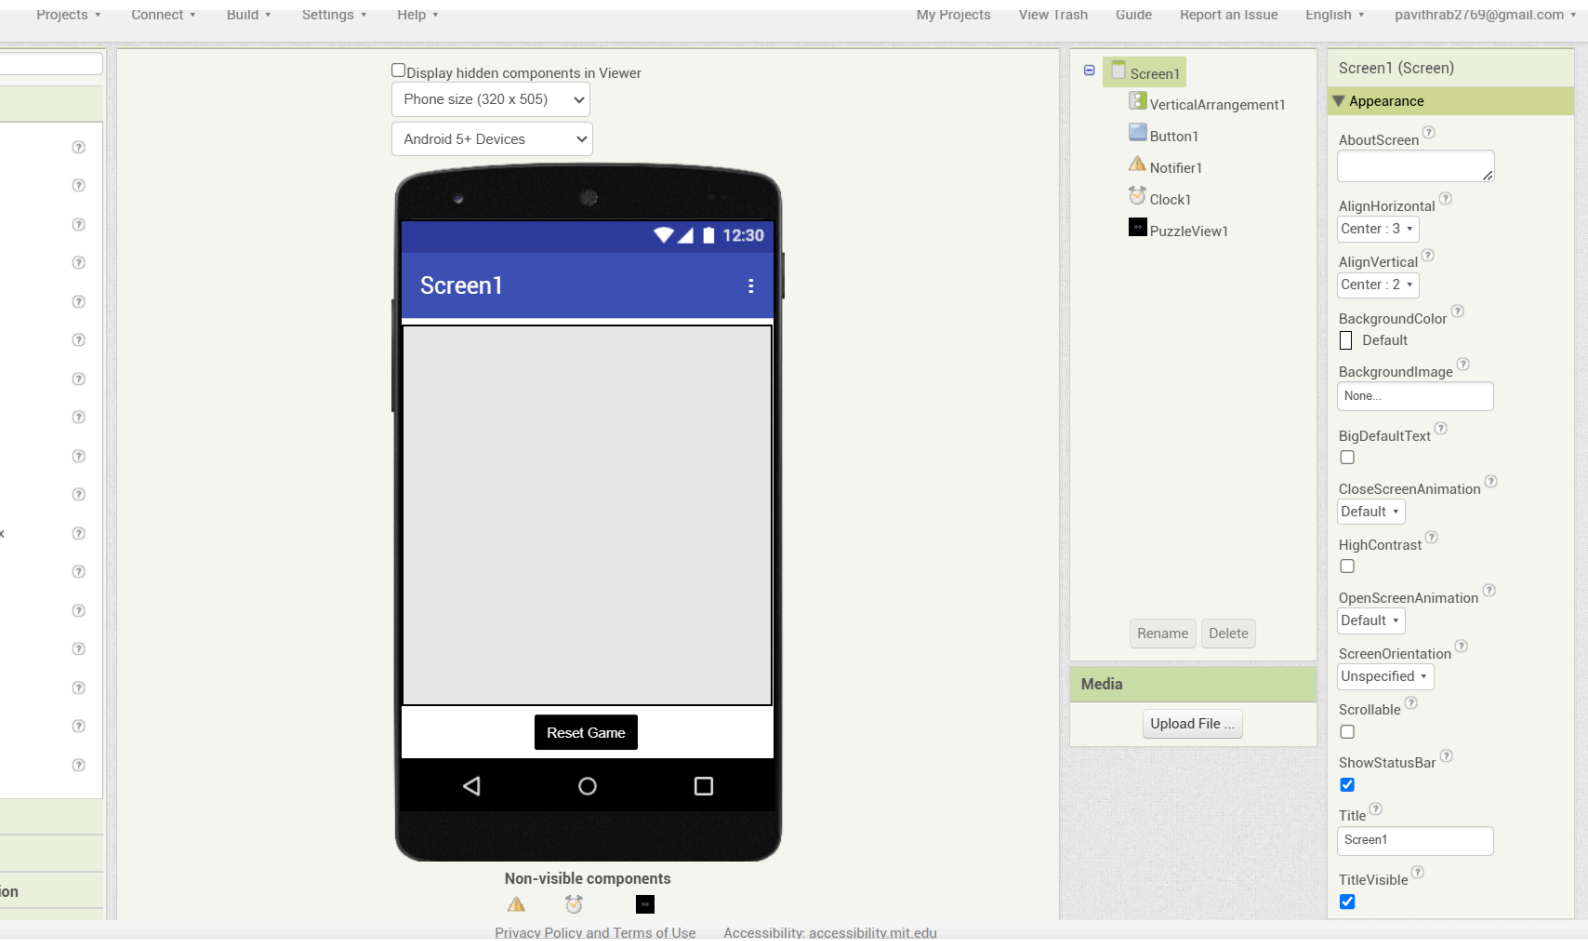 Projects Connect Build Settings Help My Projects View Trash Guide Report an Issue English pavithrab2769@gmail.com
Display hidden components in Viewer
Phone size (320 x 505)
Android 5+ Devices
12:30
Screen1
Reset Game
Non-visible components
Privacy Policy and Terms of Use Accessibility: accessibility.mit.edu
Screen1
VerticalArrangement1
Button1
Notifier1
Clock1
PuzzleView1
Rename Delete
Media
Upload File ...
Screen1 (Screen)
Appearance
AboutScreen
AlignHorizontal
Center : 3
AlignVertical
Center : 2
BackgroundColor
Default
BackgroundImage
None...
BigDefaultText
CloseScreenAnimation
Default
HighContrast
OpenScreenAnimation
Default
ScreenOrientation
Unspecified
Scrollable
ShowStatusBar
Title
Screen1
TitleVisible